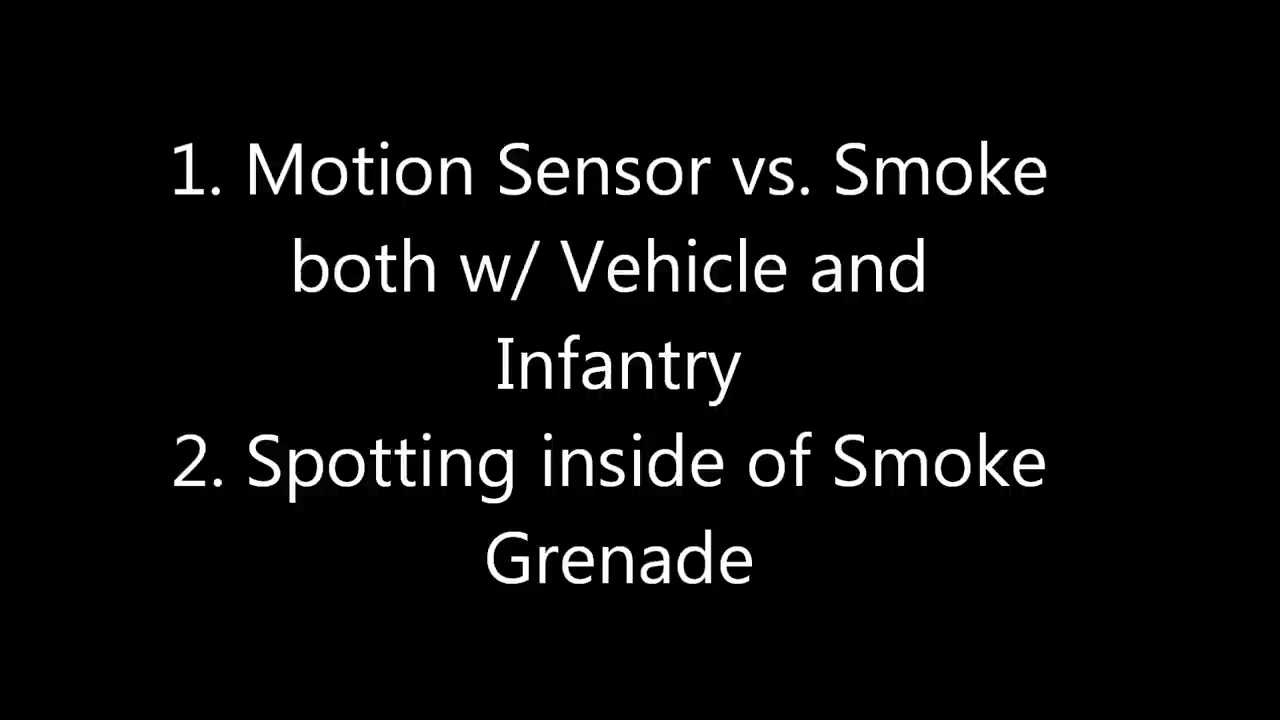 1. Motion Sensor vs. Smoke
both w/ Vehicle and
Infantry
2. Spotting inside of Smoke
Grenade